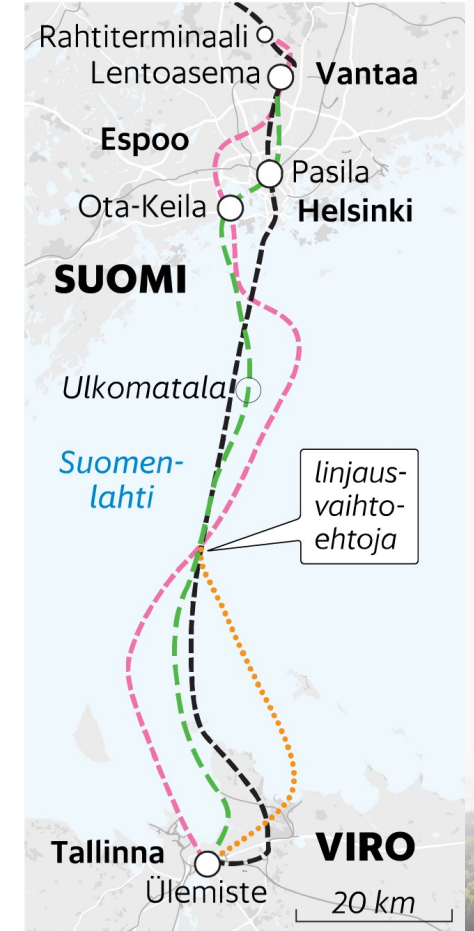 Rahtiterminaali
Lentoasema
Vantaa
Espoo
Pasila
Ota-Keila
Helsinki
SUOMI
Ulkomatala
Suomen-
lahti
linjaus-
vaihto-
ehtoja
Tallinna
VIRO
Ülemiste
20 km